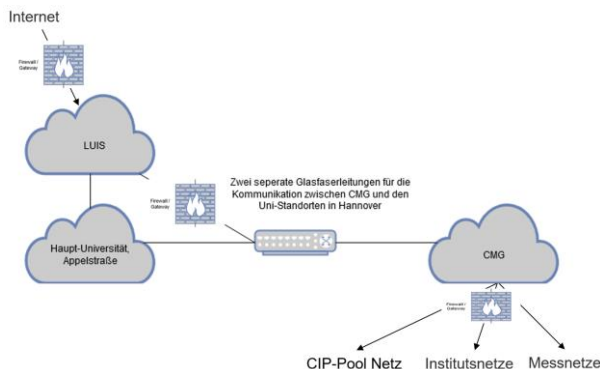 Internet
Firewall /
Gateway
LUIS
Zwei seperate Glasfaserleitungen für die
Kommunikation zwischen CMG und den
Uni-Standorten in Hannover
Firewall /
Gateway
Haupt-Universität,
Appelstraße
CMG
Firewall /
Gateway
CIP-Pool Netz
Institutsnetze
Messnetze